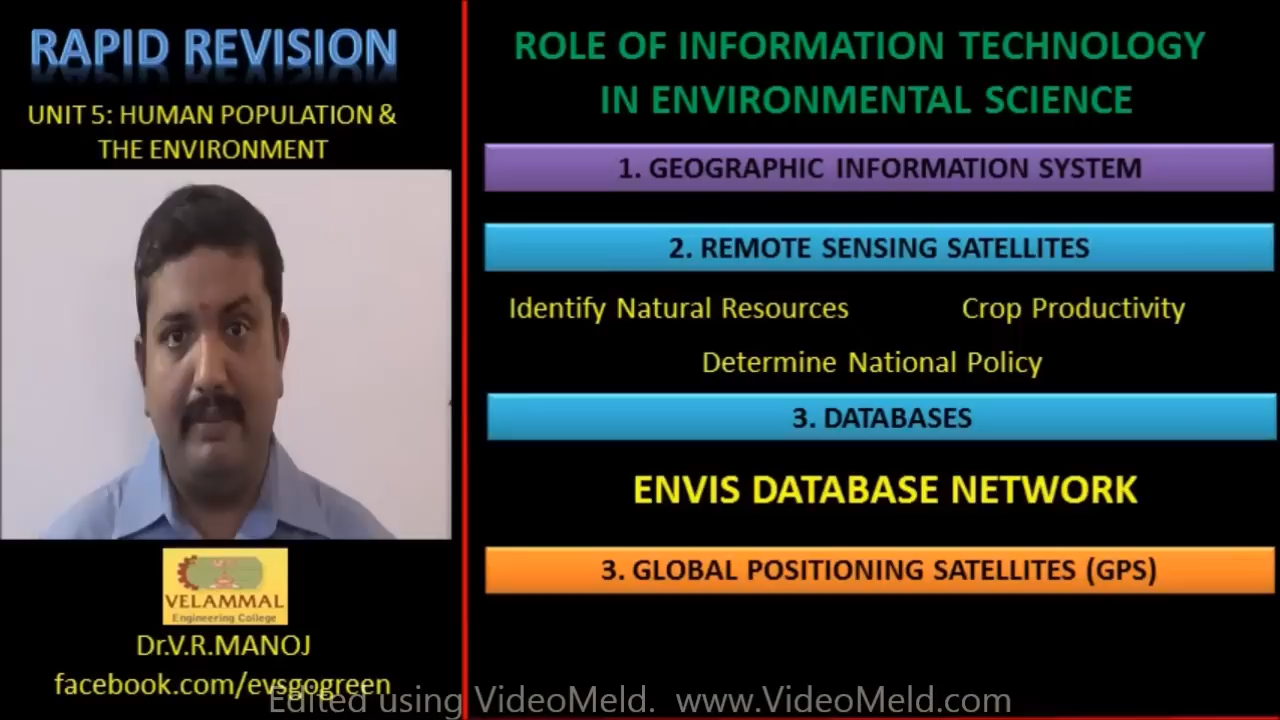 RAPID REVISION
UNIT 5: HUMAN POPULATION &
THE ENVIRONMENT
VELAMMAL
Engineering College
Dr.V.R.MANOJ
facebook.com/evsgogreen
ROLE OF INFORMATION TECHNOLOGY
IN ENVIRONMENTAL SCIENCE
1. GEOGRAPHIC INFORMATION SYSTEM
2. REMOTE SENSING SATELLITES
Identify Natural Resources Crop Productivity
Determine National Policy
3. DATABASES
ENVIS DATABASE NETWORK
3. GLOBAL POSITIONING SATELLITES (GPS)
Edited using VideoMeld. www.VideoMeld.com